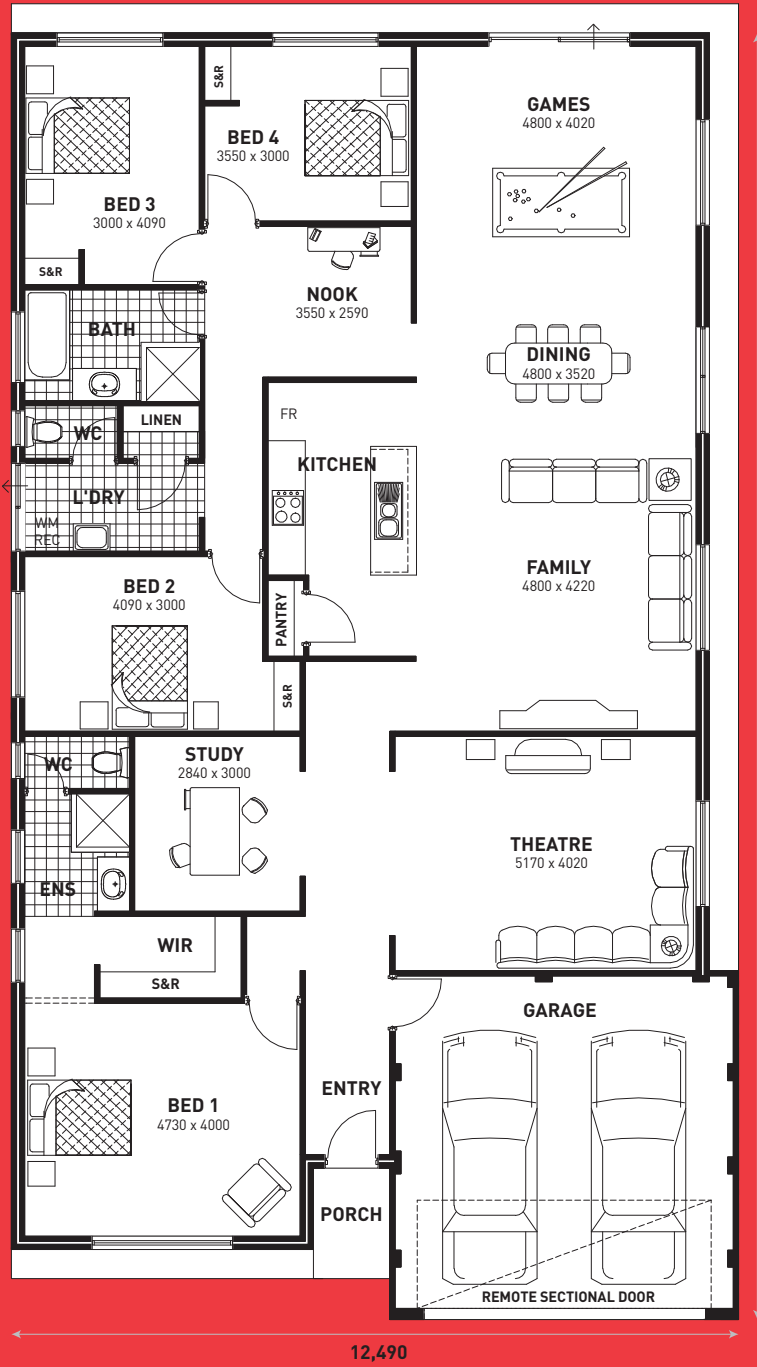 S&R
GAMES
4800 x 4020
BED 4
3550 x 3000
BED 3
3000 x 4090
S&R
NOOK
3550 x 2590
BATH
DINING
4800 x 3520
FR
LINEN
WC
KITCHEN
L'DRY
WM
REC
FAMILY
4800 x 4220
BED 2
4090 x 3000
PANTRY
S&R
STUDY
2840 x 3000
WC
THEATRE
5170 x 4020
ENS
WIR
S&R
GARAGE
ENTRY
BED 1
4730 x 4000
PORCH
REMOTE SECTIONAL DOOR
12,490